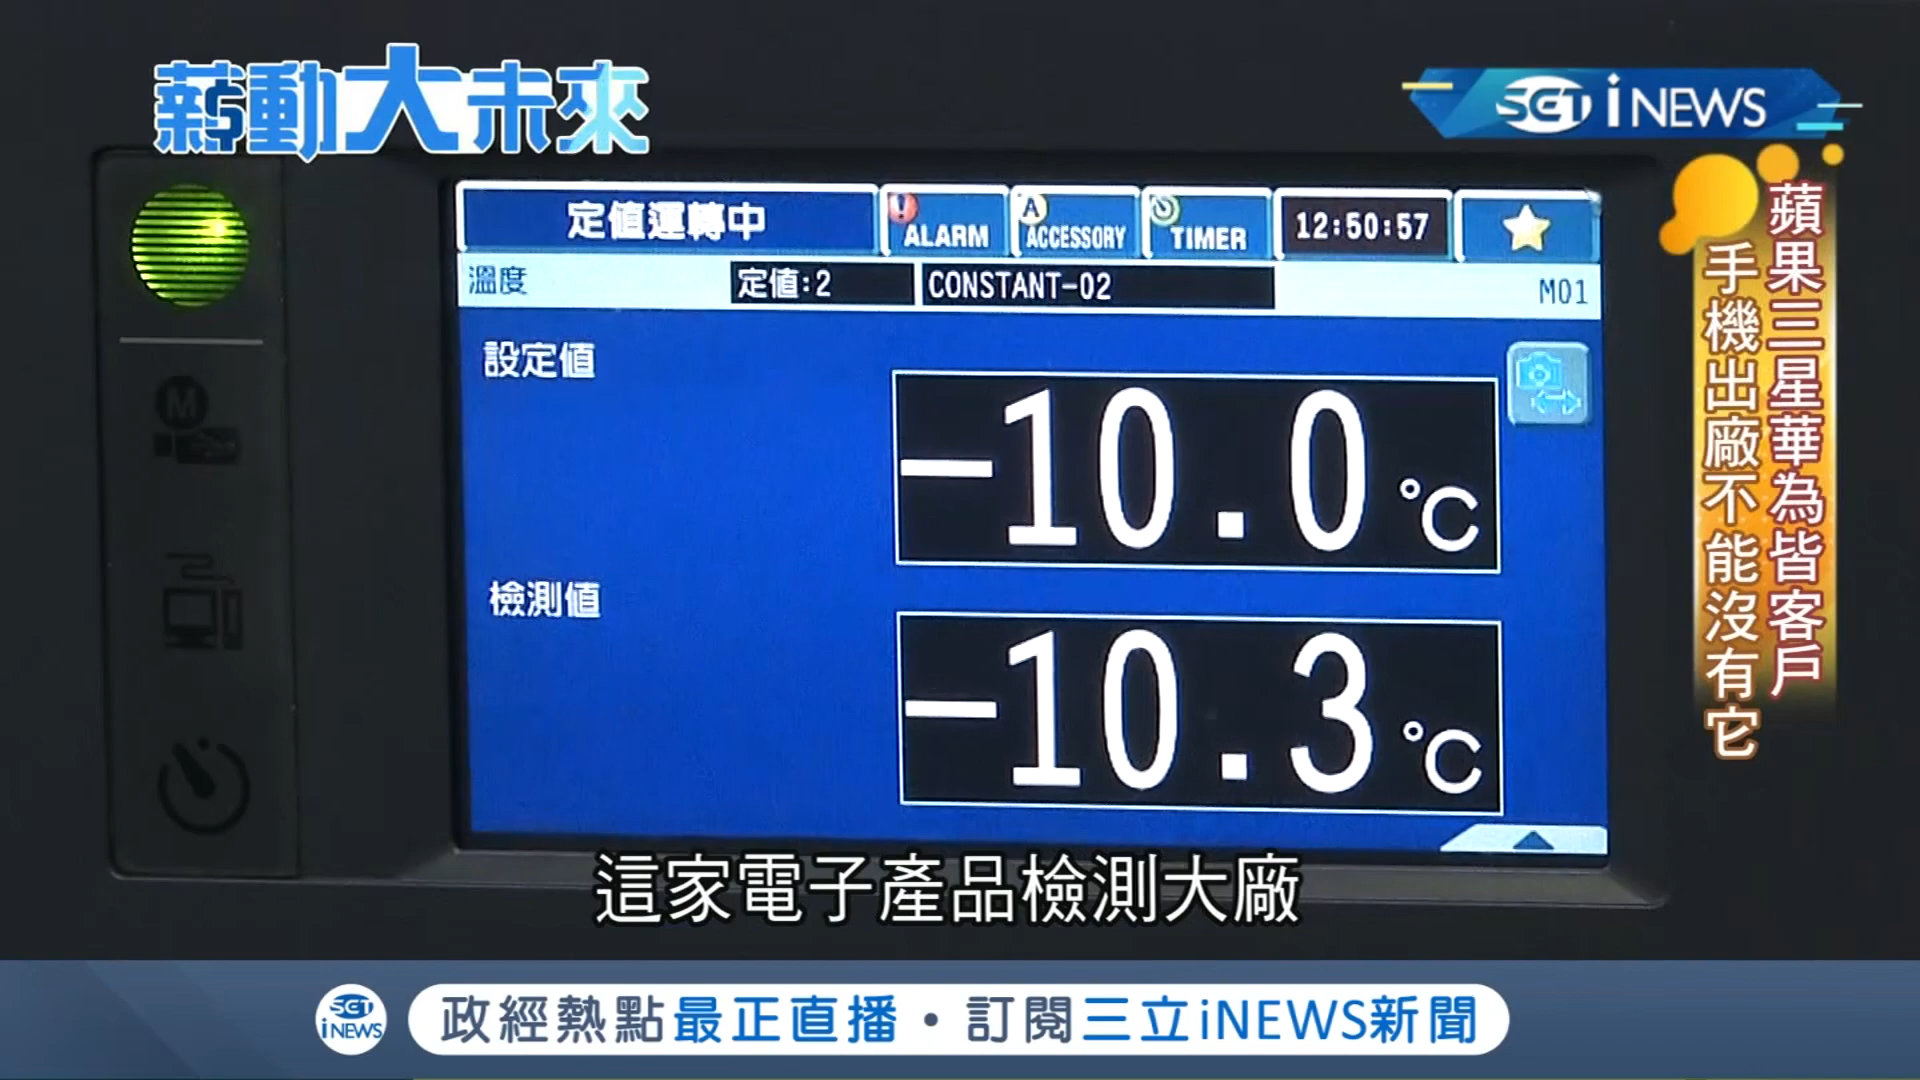 薪動大未來
SET iNEWS
定值運轉中
ALARM
A
ACCESSORY
TIMER
12:50:57
溫度
定值:2
CONSTANT-02
M01
設定值
-10.0℃
檢測值
-10.3℃
M
蘋果三星華為皆客戶
手機出廠不能沒有它
這家電子產品檢測大廠
SET
iNEWS
政經熱點最正直播・訂閱三立iNEWS新聞